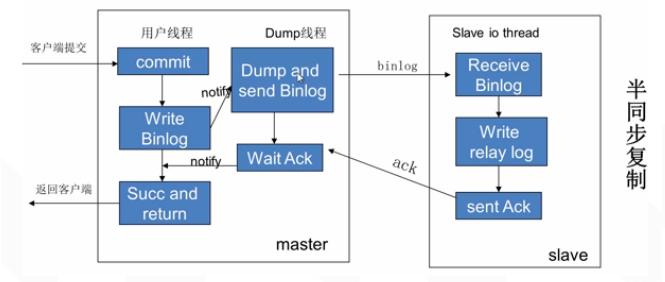 用户线程
Dump线程
Slave io thread
客户端提交
commit
Dump and
send Binlog
binlog
Receive
Binlog
notify
Write
Binlog
Write
relay log
notify
Wait Ack
ack
返回客户端
Succ and
return
sent Ack
master
slave
半同步复制